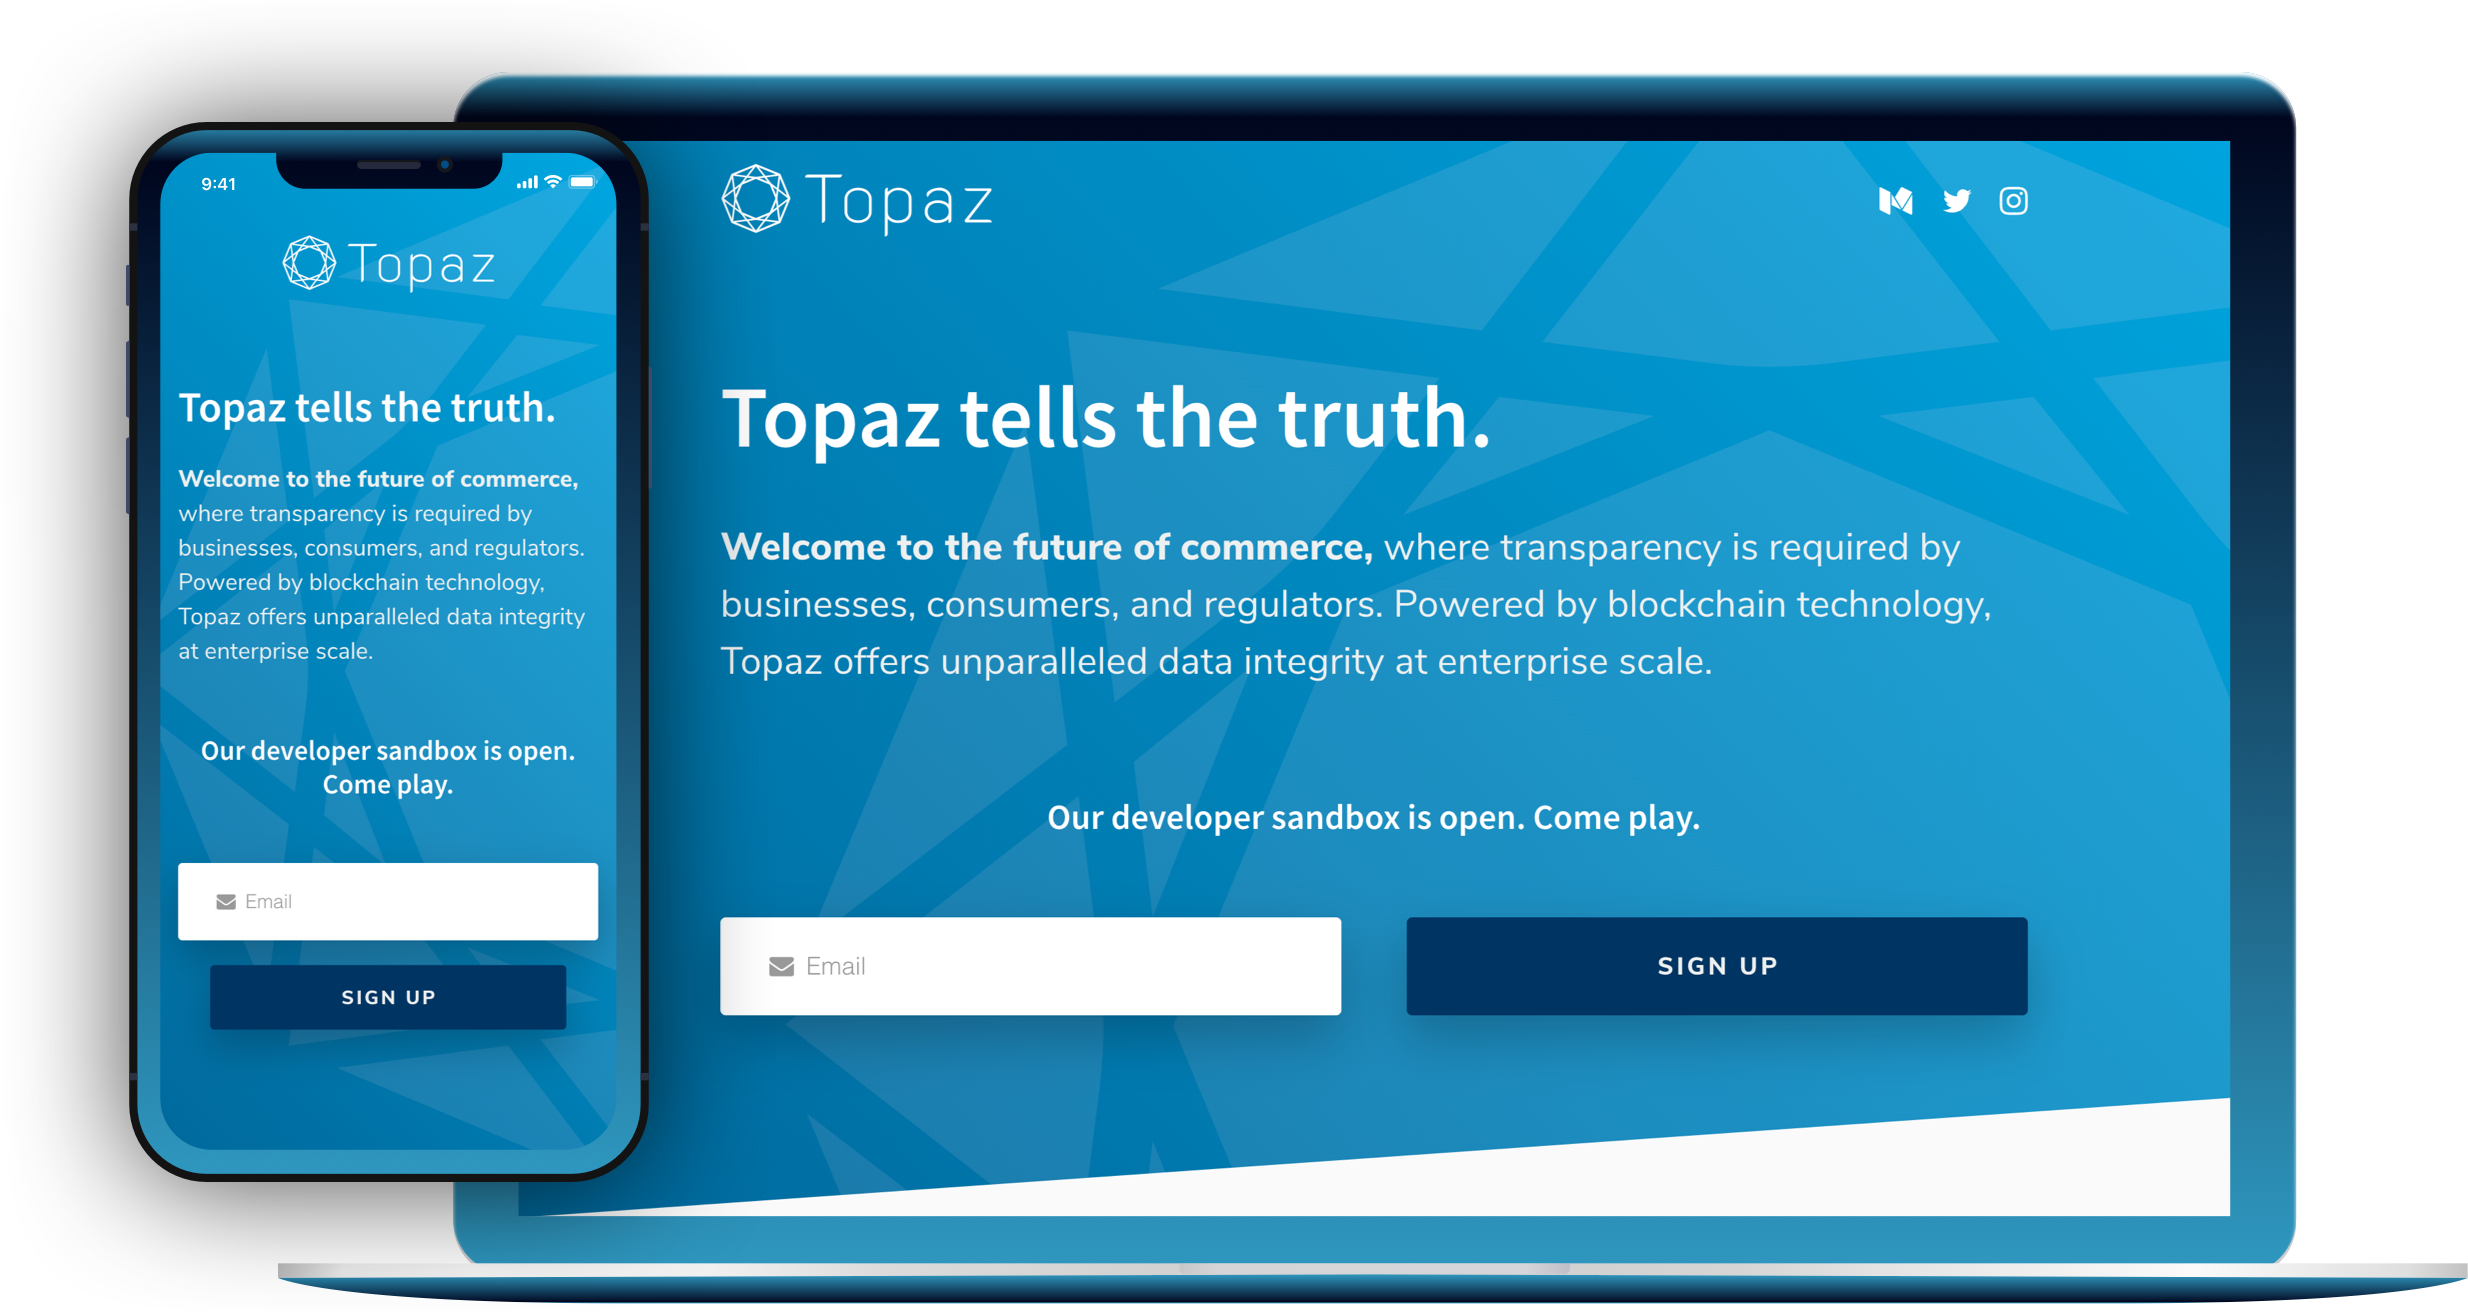 9:41
Topaz
Topaz tells the truth.
Welcome to the future of commerce,
where transparency is required by
businesses, consumers, and regulators.
Powered by blockchain technology,
Topaz offers unparalleled data integrity
at enterprise scale.
Our developer sandbox is open.
Come play.
Email
SIGN UP
Topaz
Topaz tells the truth.
Welcome to the future of commerce, where transparency is required by
businesses, consumers, and regulators. Powered by blockchain technology,
Topaz offers unparalleled data integrity at enterprise scale.
Our developer sandbox is open. Come play.
Email
SIGN UP